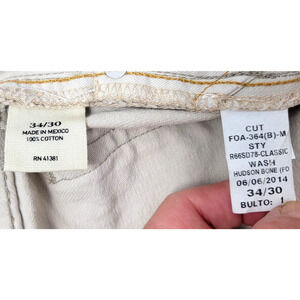 34/30
MADE IN MEXICO
100% COTTON
RN 41381
CUT
FOA-364(B)-M
STY
R66SD78-CLASSIC
WASH
HUDSON BONE (FO
06/06/2014
34/30
BULTO: 1